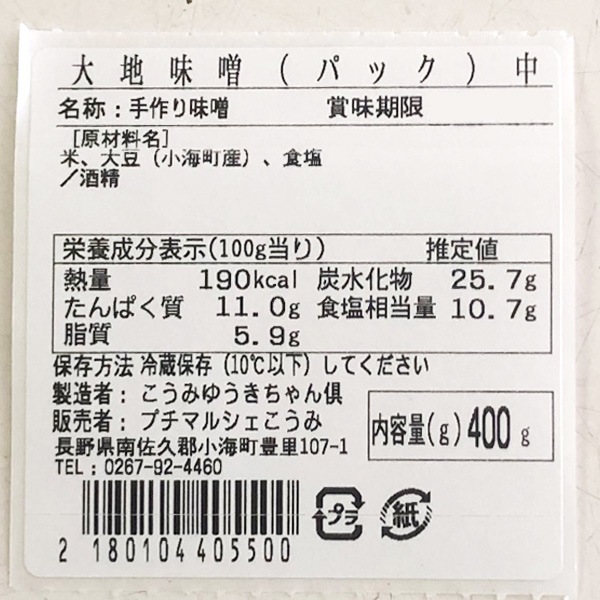 大地味噌(パック)中
名称：手作り味噌 賞味期限
[原材料名]
米、大豆（小海町産）、食塩
／酒精
栄養成分表示(100g当り) 推定値
熱量 190kcal 炭水化物 25.7g
たんぱく質 11.0g 食塩相当量 10.7g
脂質 5.9g
保存方法 冷蔵保存（10℃以下）してください
製造者：こうみゆうきちゃん倶
販売者：プチマルシェこうみ
長野県南佐久郡小海町豊里107-1
TEL：0267-92-4460
内容量(g) 400 g
2 180104 405500
プラ
紙